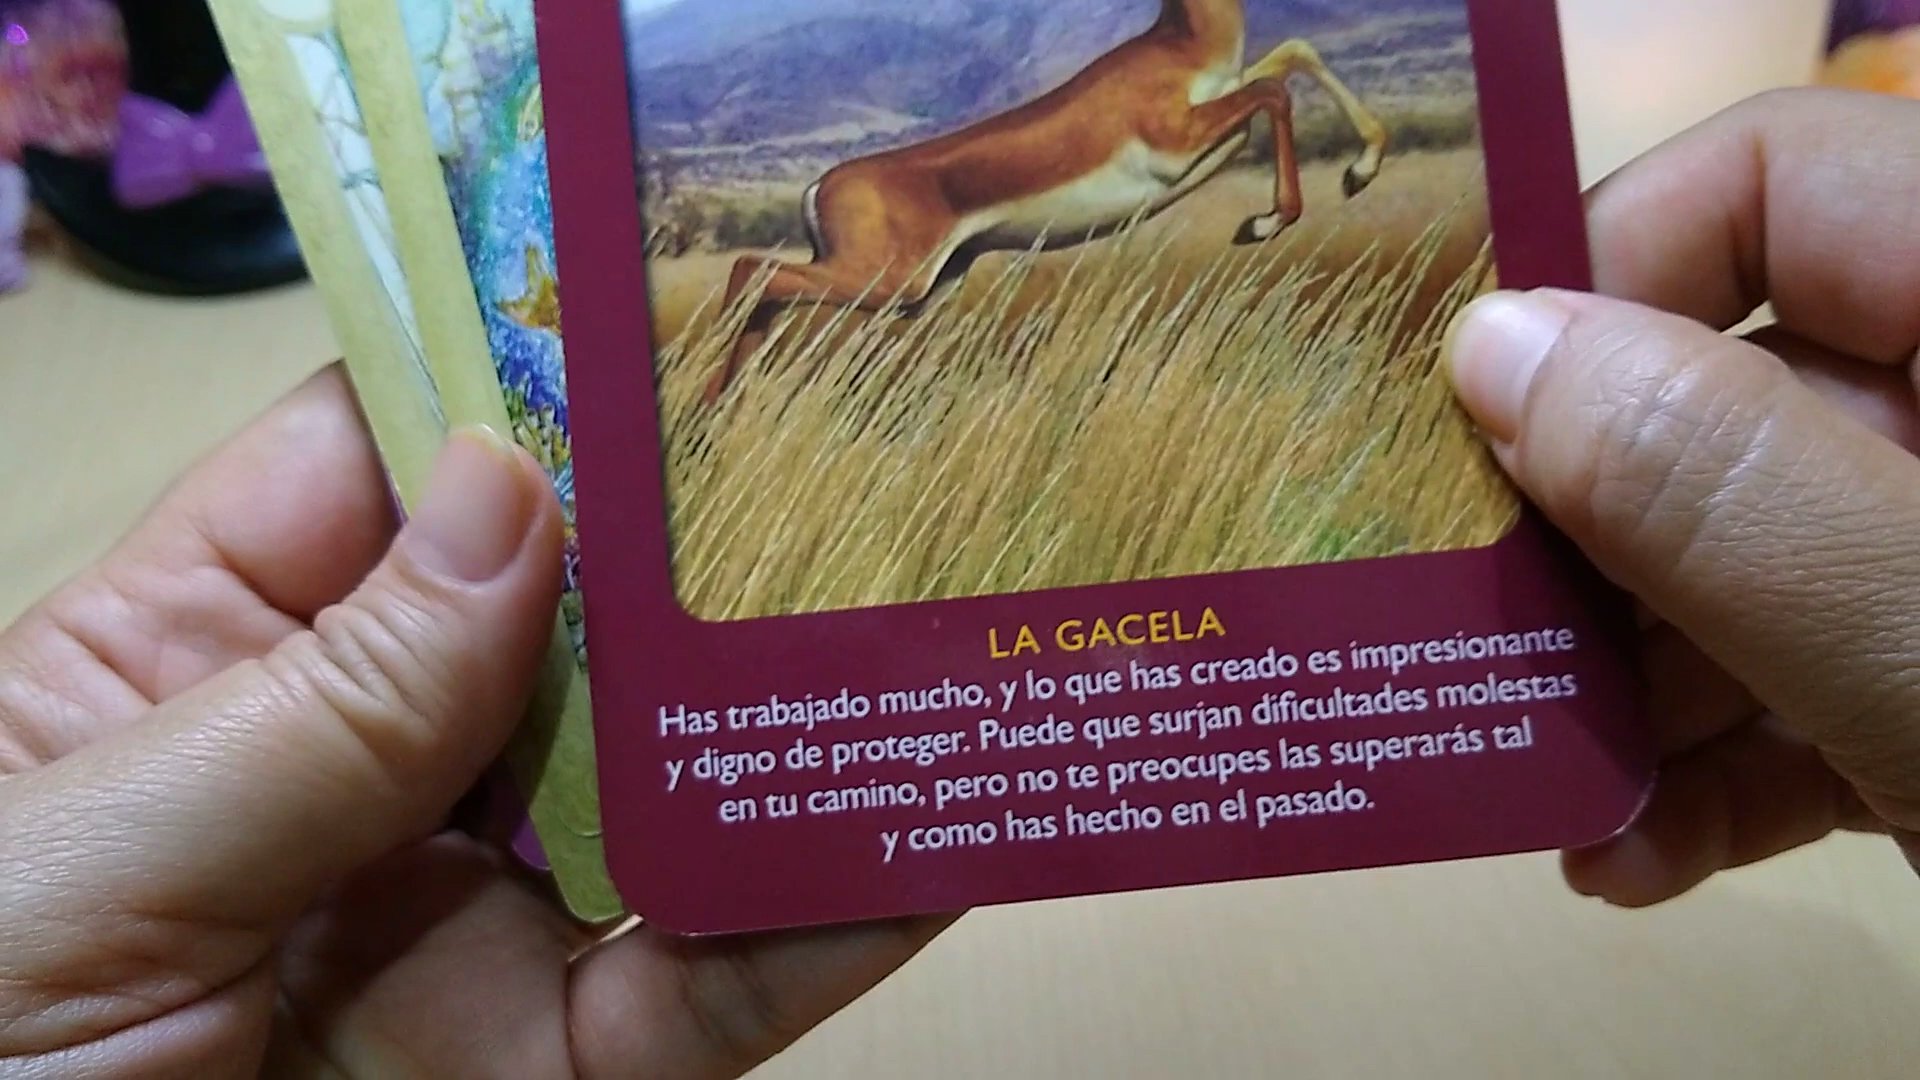 LA GACELA
Has trabajado mucho, y lo que has creado es impresionante
y digno de proteger. Puede que surjan dificultades molestas
en tu camino, pero no te preocupes las superarás tal
y como has hecho en el pasado.